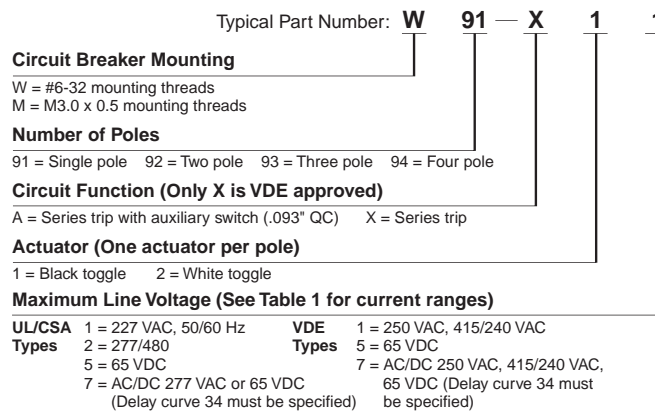 Typical Part Number: W 91 — X 1
Circuit Breaker Mounting
W = #6-32 mounting threads
M = M3.0 x 0.5 mounting threads
Number of Poles
91 = Single pole 92 = Two pole 93 = Three pole 94 = Four pole
Circuit Function (Only X is VDE approved)
A = Series trip with auxiliary switch (.093" QC) X = Series trip
Actuator (One actuator per pole)
1 = Black toggle 2 = White toggle
Maximum Line Voltage (See Table 1 for current ranges)
UL/CSA 1 = 227 VAC, 50/60 Hz VDE 1 = 250 VAC, 415/240 VAC
Types 2 = 277/480 Types 5 = 65 VDC
5 = 65 VDC 7 = AC/DC 250 VAC, 415/240 VAC,
7 = AC/DC 277 VAC or 65 VDC 65 VDC (Delay curve 34 must
(Delay curve 34 must be specified) be specified)